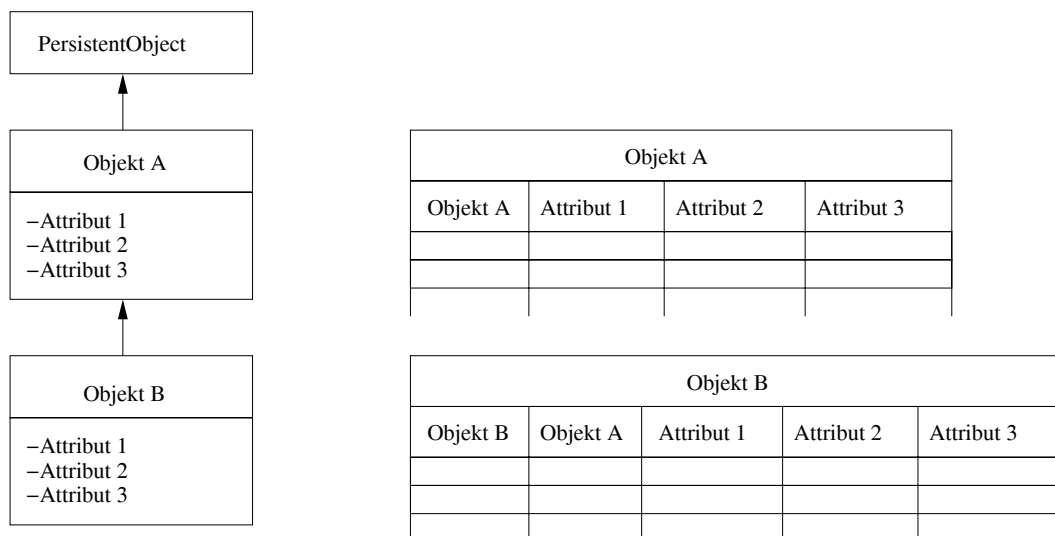 PersistentObject
Objekt A
−Attribut 1
−Attribut 2
−Attribut 3
Objekt B
−Attribut 1
−Attribut 2
−Attribut 3
Objekt A
Objekt A Attribut 1 Attribut 2 Attribut 3
Objekt B
Objekt B Objekt A Attribut 1 Attribut 2 Attribut 3